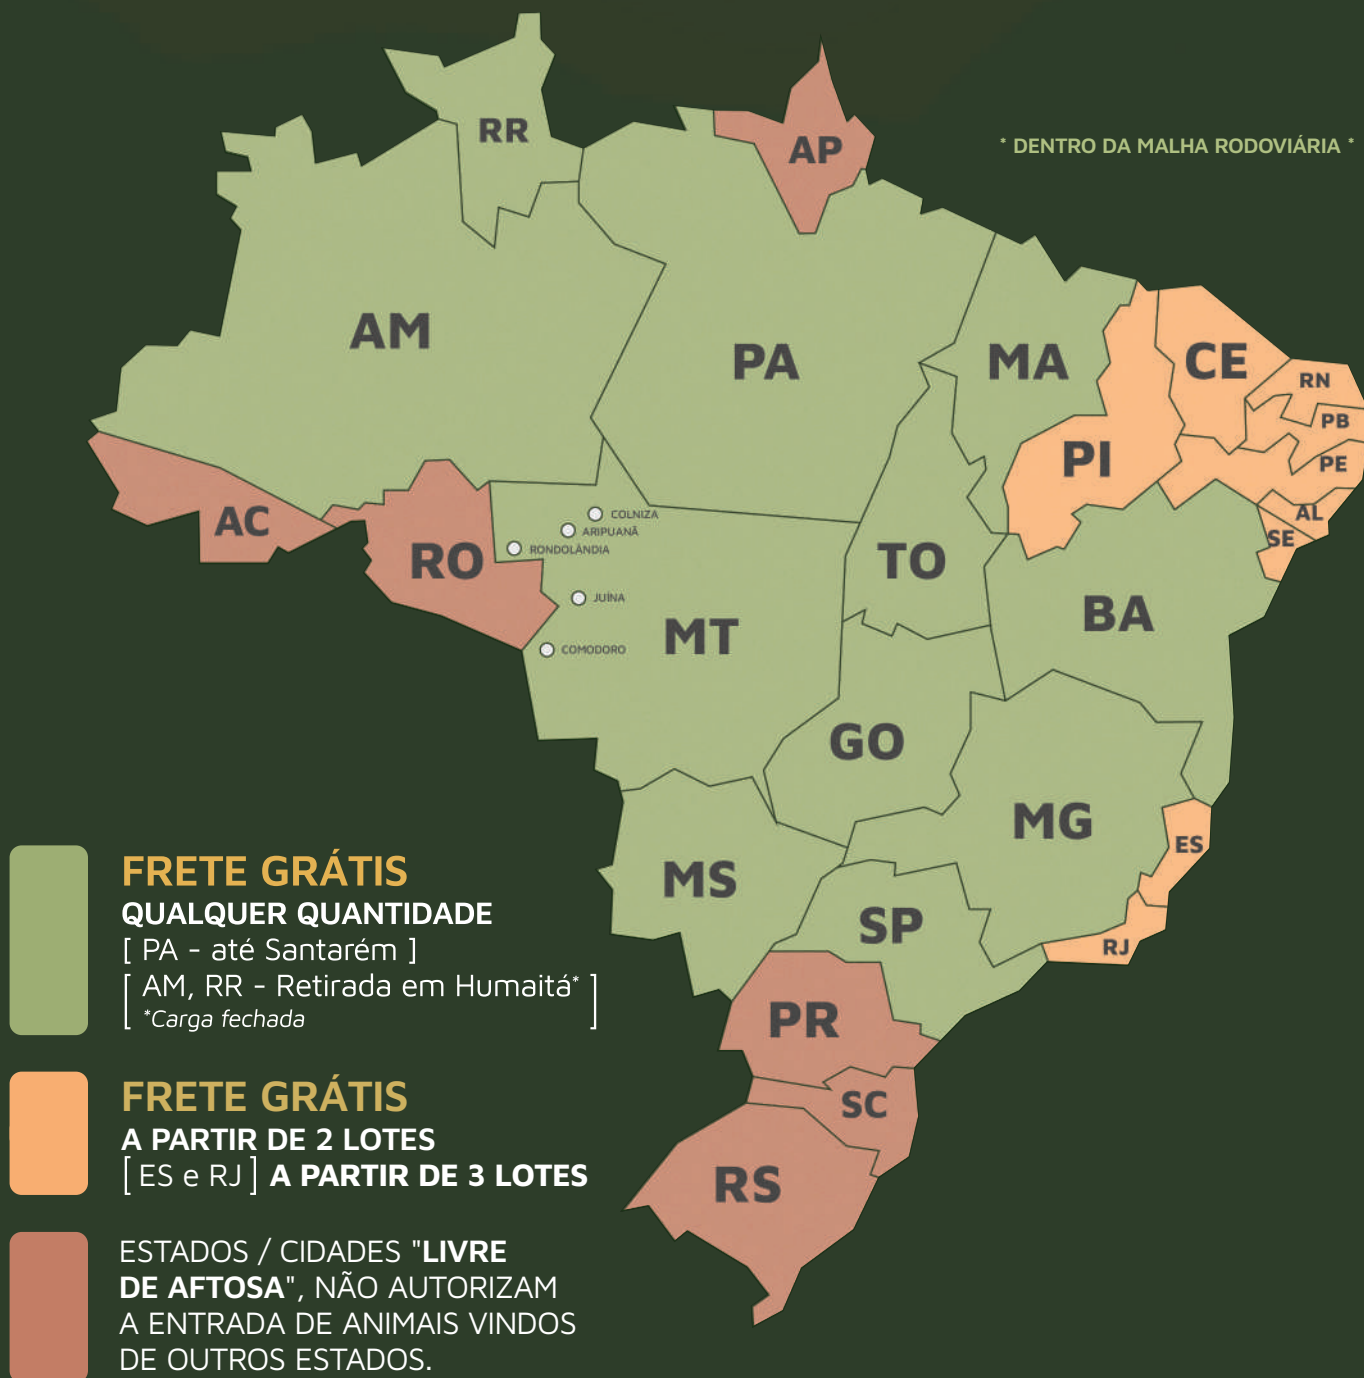 RR
AP
* DENTRO DA MALHA RODOVIÁRIA *
AM
PA
MA
CE
RN
PB
PI
PE
AL
SE
AC
RO
COLNIZA
ARIPUANÃ
RONDOLÂNDIA
JUÍNA
COMODORO
MT
TO
BA
GO
MG
ES
MS
SP
RJ
PR
SC
RS
FRETE GRÁTIS
QUALQUER QUANTIDADE
[ PA - até Santarém ]
[ AM, RR - Retirada em Humaitá* ]
*Carga fechada
FRETE GRÁTIS
A PARTIR DE 2 LOTES
[ ES e RJ ] A PARTIR DE 3 LOTES
ESTADOS / CIDADES "LIVRE
DE AFTOSA", NÃO AUTORIZAM
A ENTRADA DE ANIMAIS VINDOS
DE OUTROS ESTADOS.